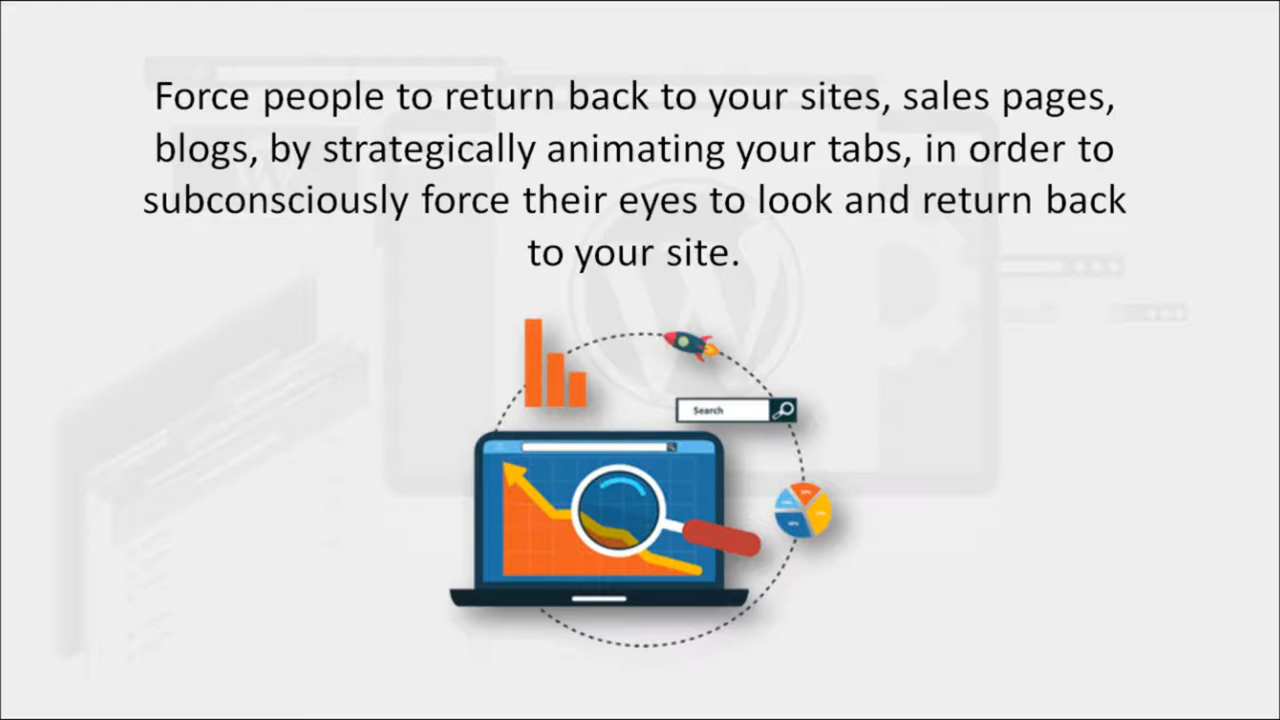 Force people to return back to your sites, sales pages,
blogs, by strategically animating your tabs, in order to
subconsciously force their eyes to look and return back
to your site.
Search